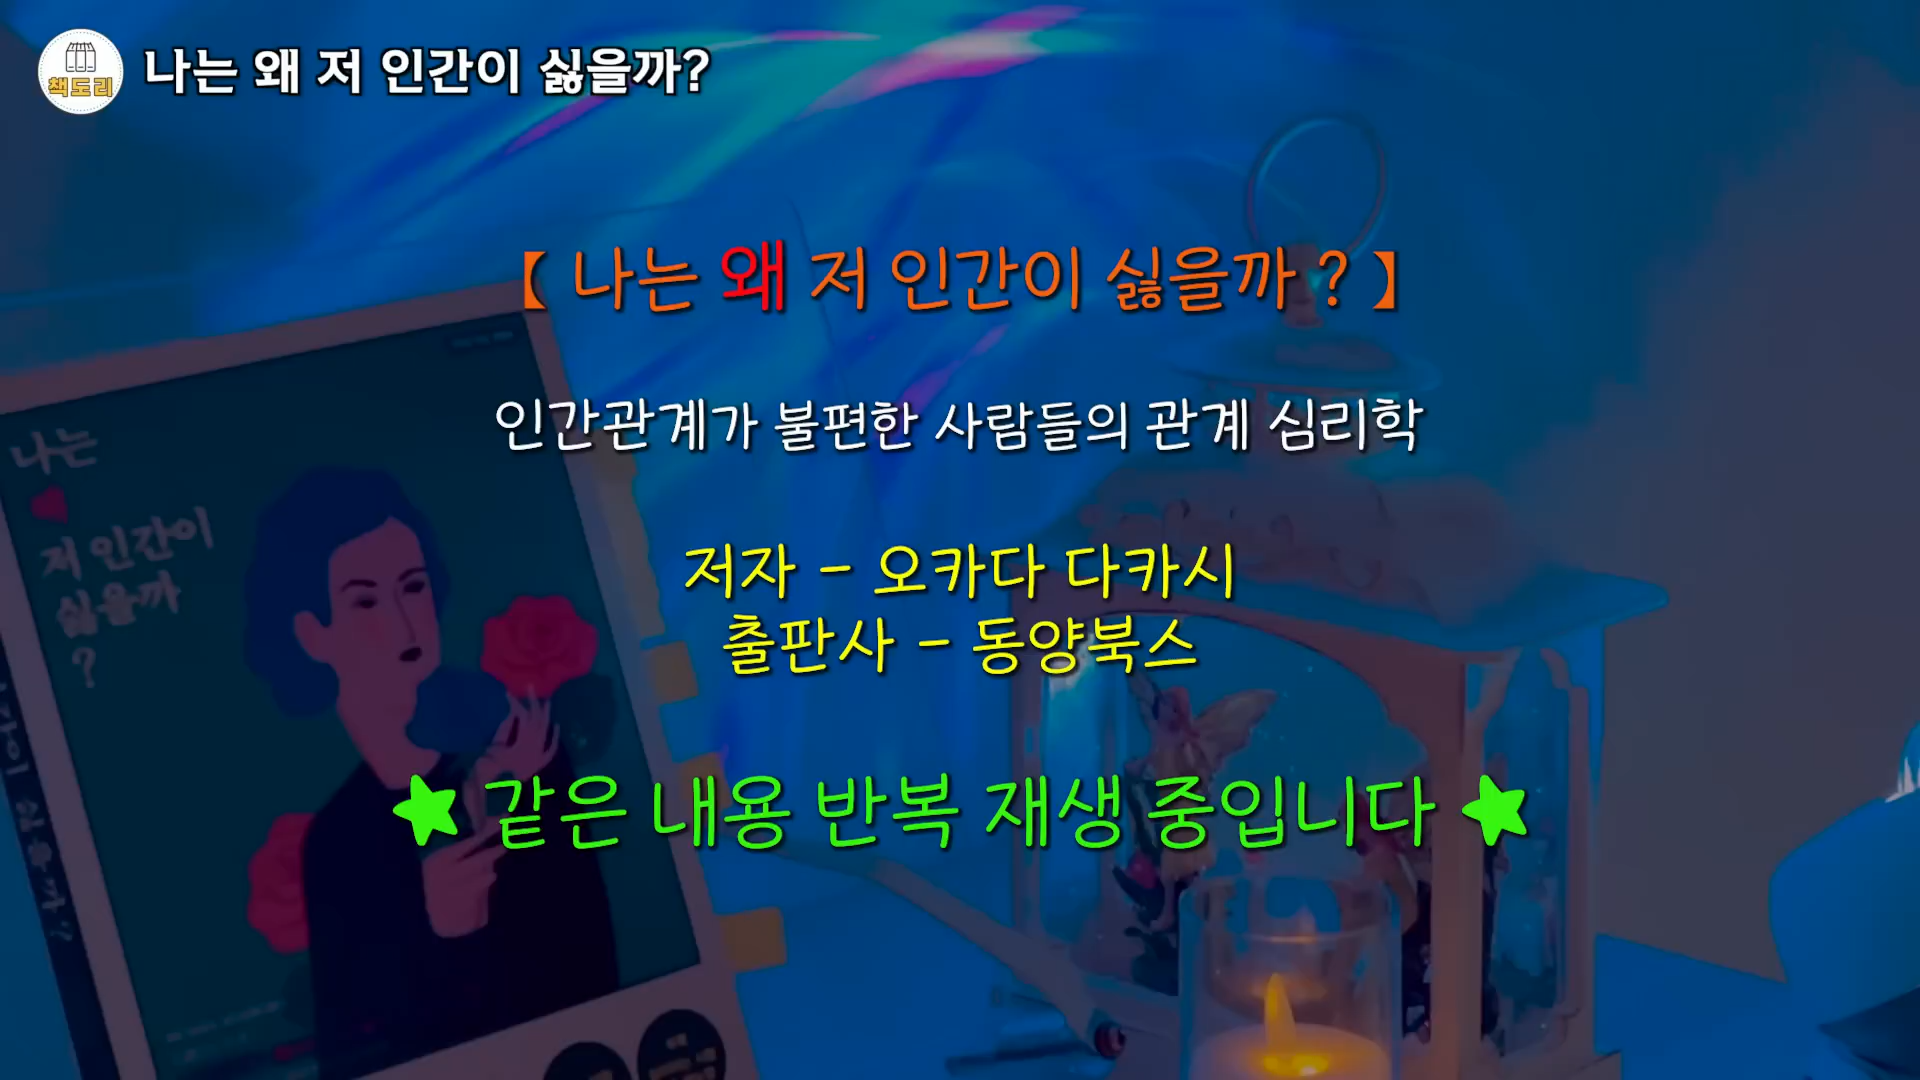 책도리
나는 왜 저 인간이 싫을까?
【 나는 왜 저 인간이 싫을까 ? 】
인간관계가 불편한 사람들의 관계 심리학
저자 - 오카다 다카시
출판사 - 동양북스
★ 같은 내용 반복 재생 중입니다 ★
나는
저 인간이
싫을까
?